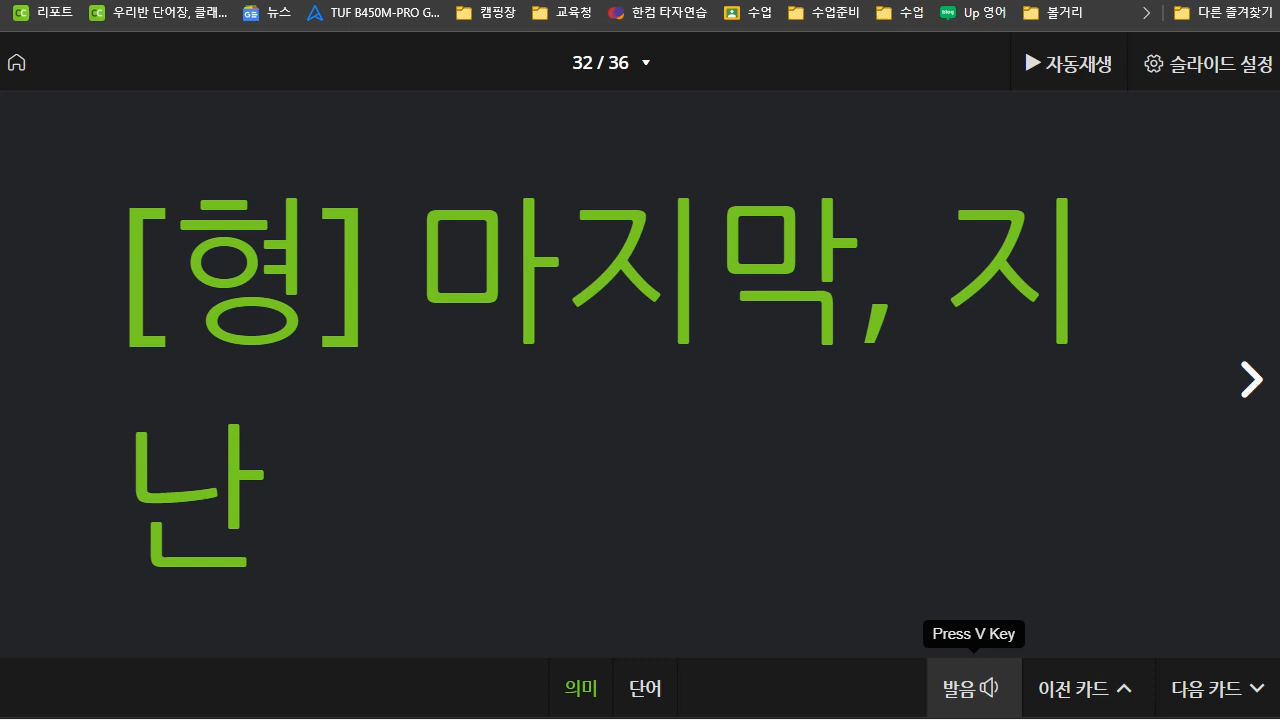 리포트 우리반 단어장, 클래... 뉴스 TUF B450M-PRO G... 캠핑장 교육청 한컴 타자연습 수업 수업준비 수업 Up 영어 볼거리 다른 즐겨찾기
32 / 36 자동재생 슬라이드 설정
[형] 마지막, 지
난
Press V Key
의미 단어 발음 이전 카드 다음 카드